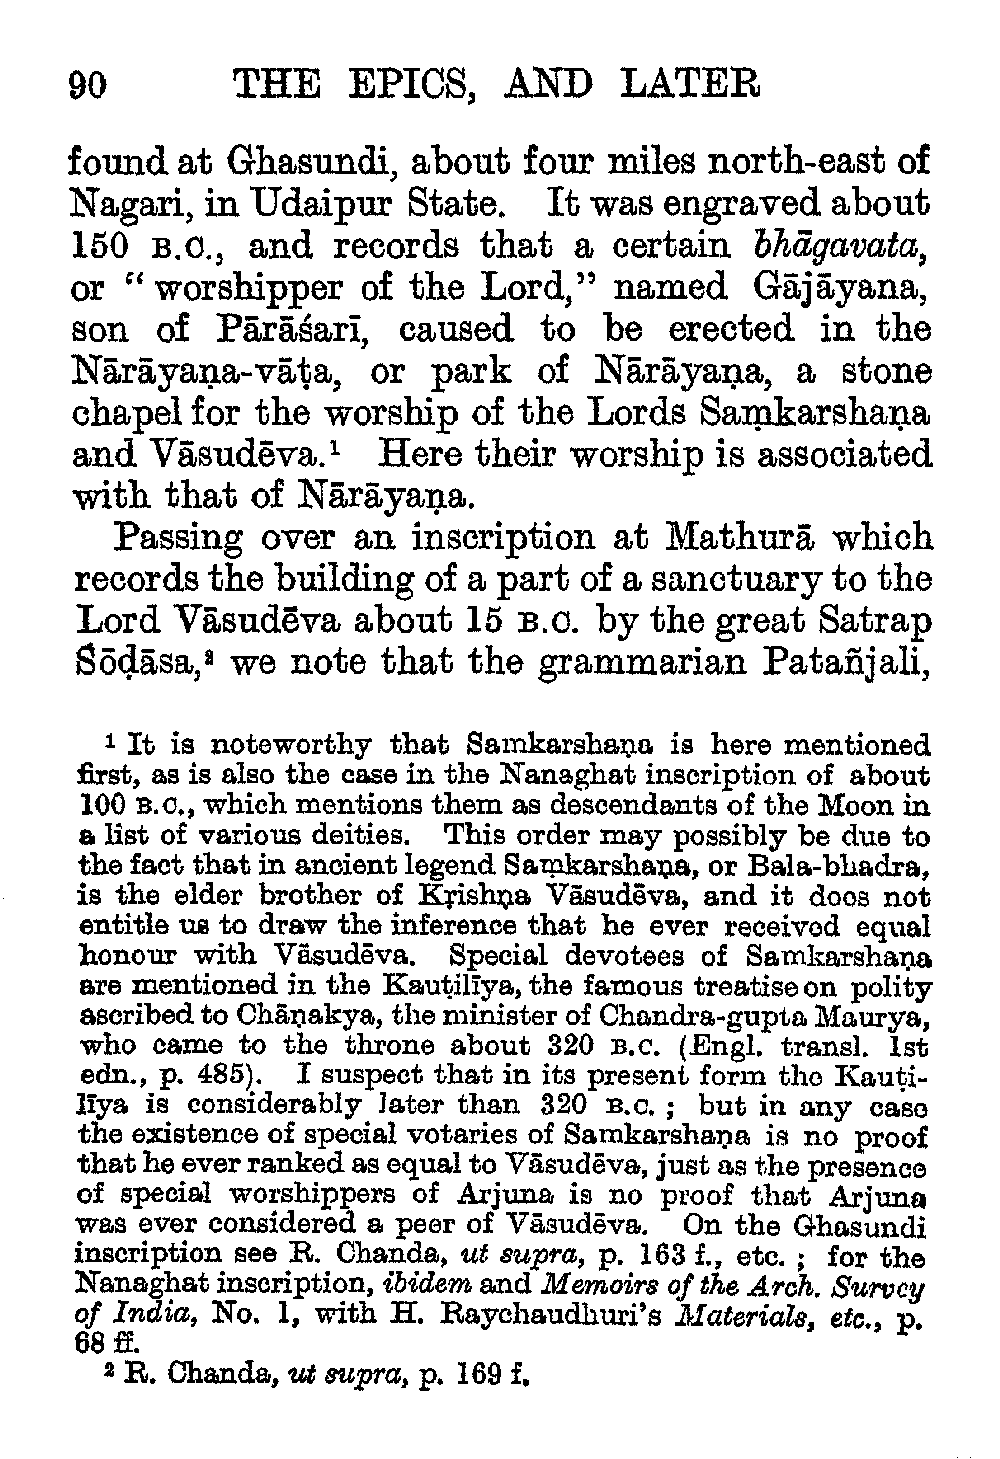 90 THE EPICS, AND LATER
found at Ghasundi, about four miles north-east of
Nagari, in Udaipur State. It was engraved about
150 B.C., and records that a certain bhāgavata,
or “ worshipper of the Lord,” named Gājāyana,
son of Pārāśarī, caused to be erected in the
Nārāyaṇa-vāṭa, or park of Nārāyaṇa, a stone
chapel for the worship of the Lords Saṃkarshaṇa
and Vāsudēva.¹ Here their worship is associated
with that of Nārāyaṇa.
Passing over an inscription at Mathurā which
records the building of a part of a sanctuary to the
Lord Vāsudēva about 15 B.C. by the great Satrap
Śōḍāsa,² we note that the grammarian Patañjali,
¹ It is noteworthy that Samkarshaṇa is here mentioned
first, as is also the case in the Nanaghat inscription of about
100 B.C., which mentions them as descendants of the Moon in
a list of various deities. This order may possibly be due to
the fact that in ancient legend Saṃkarshaṇa, or Bala-bhadra,
is the elder brother of Kṛishṇa Vāsudēva, and it does not
entitle us to draw the inference that he ever received equal
honour with Vāsudēva. Special devotees of Samkarshaṇa
are mentioned in the Kauṭilīya, the famous treatise on polity
ascribed to Chāṇakya, the minister of Chandra-gupta Maurya,
who came to the throne about 320 B.C. (Engl. transl. 1st
edn., p. 485). I suspect that in its present form the Kauṭi-
līya is considerably later than 320 B.C. ; but in any case
the existence of special votaries of Samkarshaṇa is no proof
that he ever ranked as equal to Vāsudēva, just as the presence
of special worshippers of Arjuna is no proof that Arjuna
was ever considered a peer of Vāsudēva. On the Ghasundi
inscription see R. Chanda, ut supra, p. 163 f., etc. ; for the
Nanaghat inscription, ibidem and Memoirs of the Arch. Survey
of India, No. 1, with H. Raychaudhuri’s Materials, etc., p.
68 ff.
² R. Chanda, ut supra, p. 169 f.